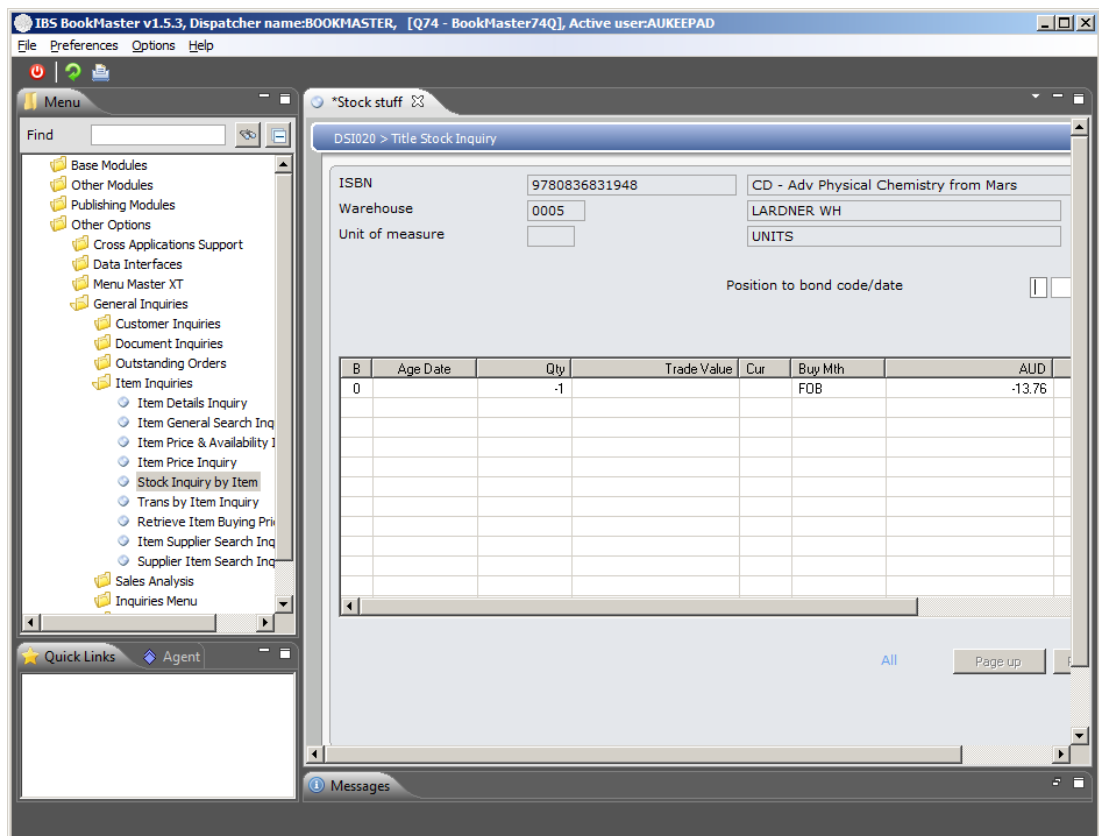 IBS BookMaster v1.5.3, Dispatcher name:BOOKMASTER, [Q74 - BookMaster74Q], Active user:AUKEEPAD
File Preferences Options Help
Menu
Find
Base Modules
Other Modules
Publishing Modules
Other Options
Cross Applications Support
Data Interfaces
Menu Master XT
General Inquiries
Customer Inquiries
Document Inquiries
Outstanding Orders
Item Inquiries
Item Details Inquiry
Item General Search Inq
Item Price & Availability I
Item Price Inquiry
Stock Inquiry by Item
Trans by Item Inquiry
Retrieve Item Buying Pri
Item Supplier Search Inq
Supplier Item Search Inq
Sales Analysis
Inquiries Menu
Quick Links Agent
*Stock stuff
DSI020 > Title Stock Inquiry
ISBN 9780836831948 CD - Adv Physical Chemistry from Mars
Warehouse 0005 LARDNER WH
Unit of measure UNITS
Position to bond code/date
B Age Date Qty Trade Value Cur Buy Mth AUD
0 -1 FOB -13.76
All Page up
Messages